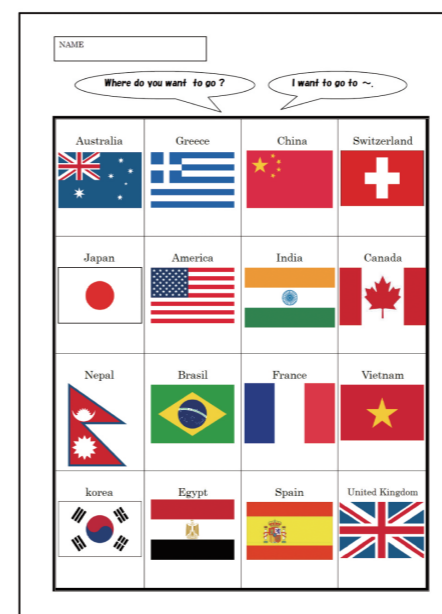 NAME
Where do you want to go ?
I want to go to ～.
Australia Greece China Switzerland
Japan America India Canada
Nepal Brasil France Vietnam
korea Egypt Spain United Kingdom